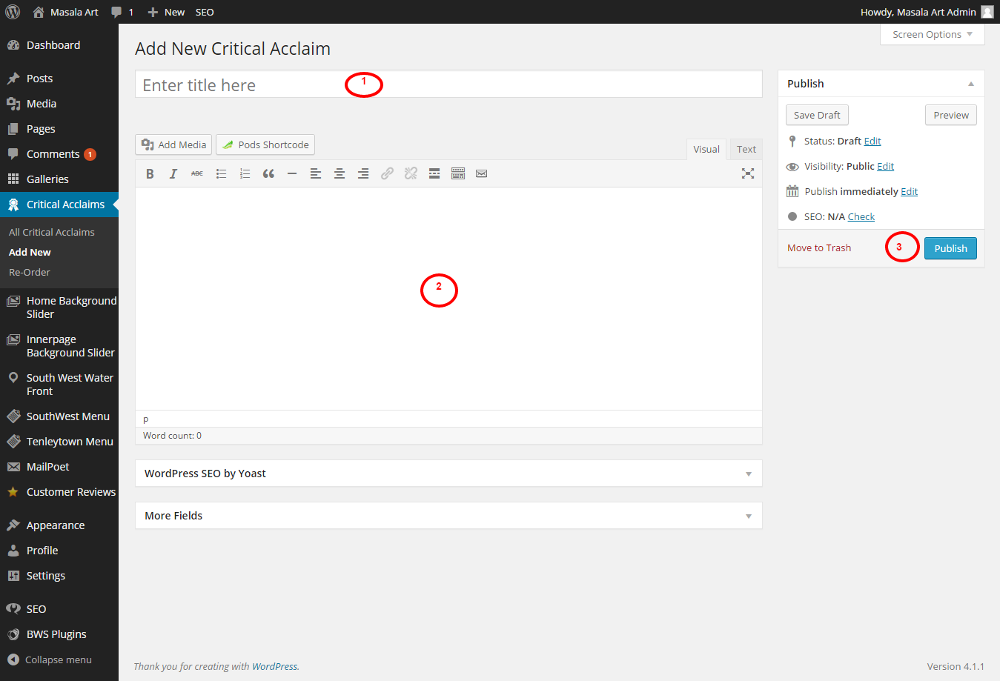 Masala Art
1
New
SEO
Howdy, Masala Art Admin
Screen Options
Dashboard
Posts
Media
Pages
Comments 1
Galleries
Critical Acclaims
All Critical Acclaims
Add New
Re-Order
Home Background
Slider
Innerpage
Background Slider
South West Water
Front
SouthWest Menu
Tenleytown Menu
MailPoet
Customer Reviews
Appearance
Profile
Settings
SEO
BWS Plugins
Collapse menu
Add New Critical Acclaim
Enter title here
1
Add Media
Pods Shortcode
Visual
Text
B I ABC
2
p
Word count: 0
WordPress SEO by Yoast
More Fields
Publish
Save Draft
Preview
Status: Draft Edit
Visibility: Public Edit
Publish immediately Edit
SEO: N/A Check
Move to Trash
3
Publish
Thank you for creating with WordPress.
Version 4.1.1